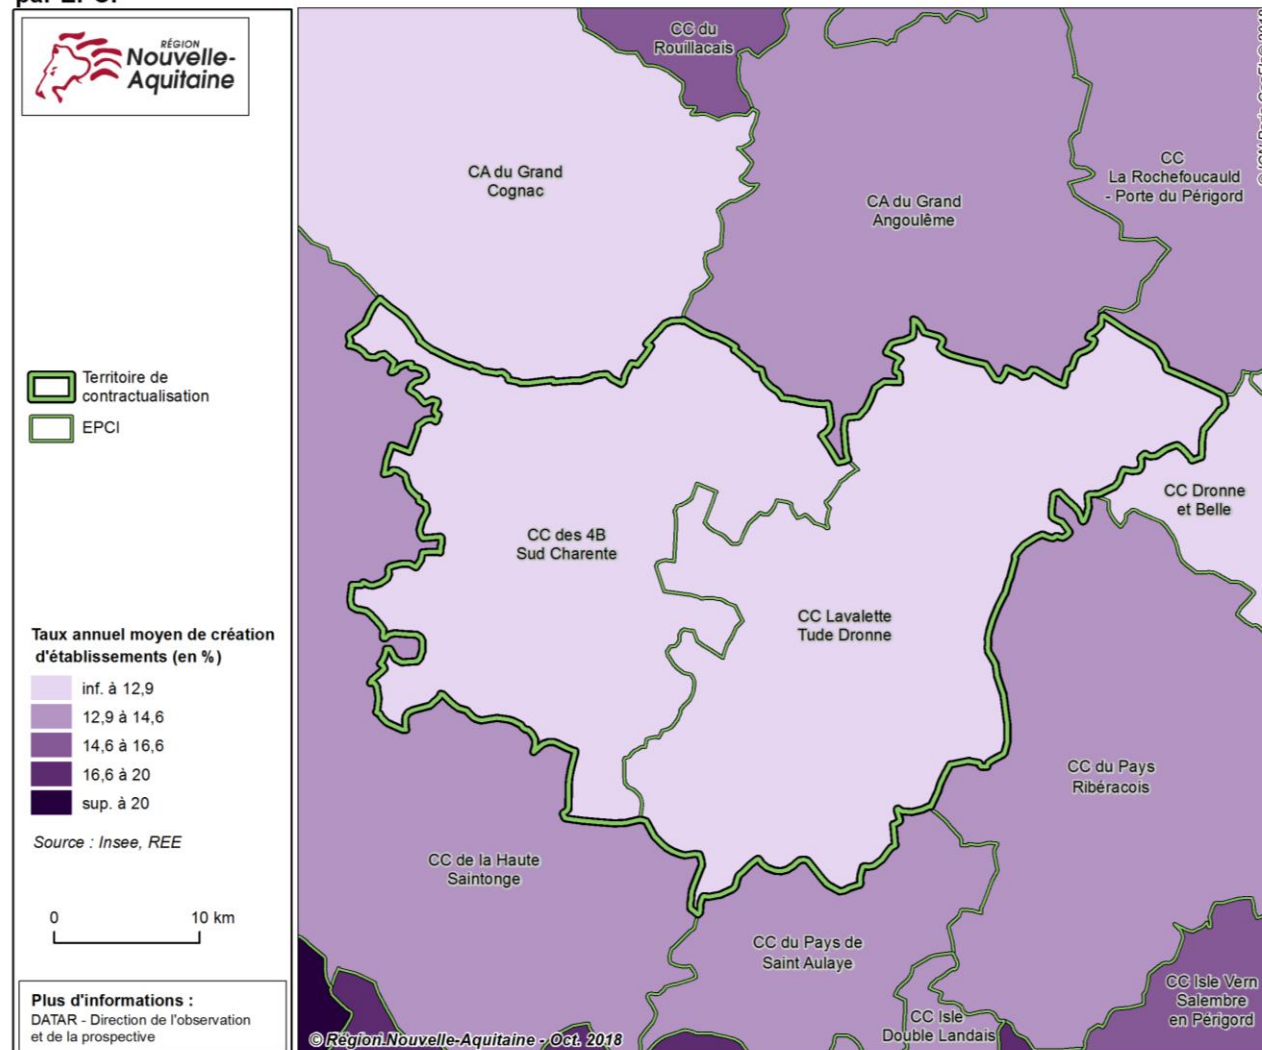 par EPCI
RÉGION
Nouvelle-
Aquitaine
Territoire de
contractualisation
EPCI
Taux annuel moyen de création
d'établissements (en %)
inf. à 12,9
12,9 à 14,6
14,6 à 16,6
16,6 à 20
sup. à 20
Source : Insee, REE
0 10 km
Plus d'informations :
DATAR - Direction de l'observation
et de la prospective
CC du
Rouillacais
CA du Grand
Cognac
CA du Grand
Angoulême
CC
La Rochefoucauld
- Porte du Périgord
CC Dronne
et Belle
CC des 4B
Sud Charente
CC Lavalette
Tude Dronne
CC du Pays
Ribéracois
CC de la Haute
Saintonge
CC du Pays de
Saint Aulaye
CC Isle Vern
Salembre
en Périgord
CC Isle
Double Landais
© Région Nouvelle-Aquitaine - Oct. 2018